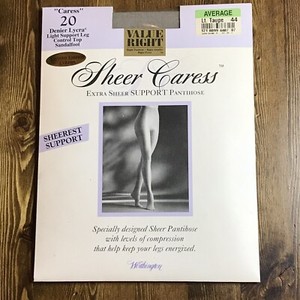 "Caress"
20
Denier Lycra
Light Support Leg
Control Top
Sandalfoot
VALUE
RIGHT
AVERAGE
Lt Taupe 44
Sheer Caress
EXTRA SHEER SUPPORT PANTIHOSE
SHEEREST
SUPPORT
Specially designed Sheer Pantihose
with levels of compression
that help keep your legs energized.
Worthington